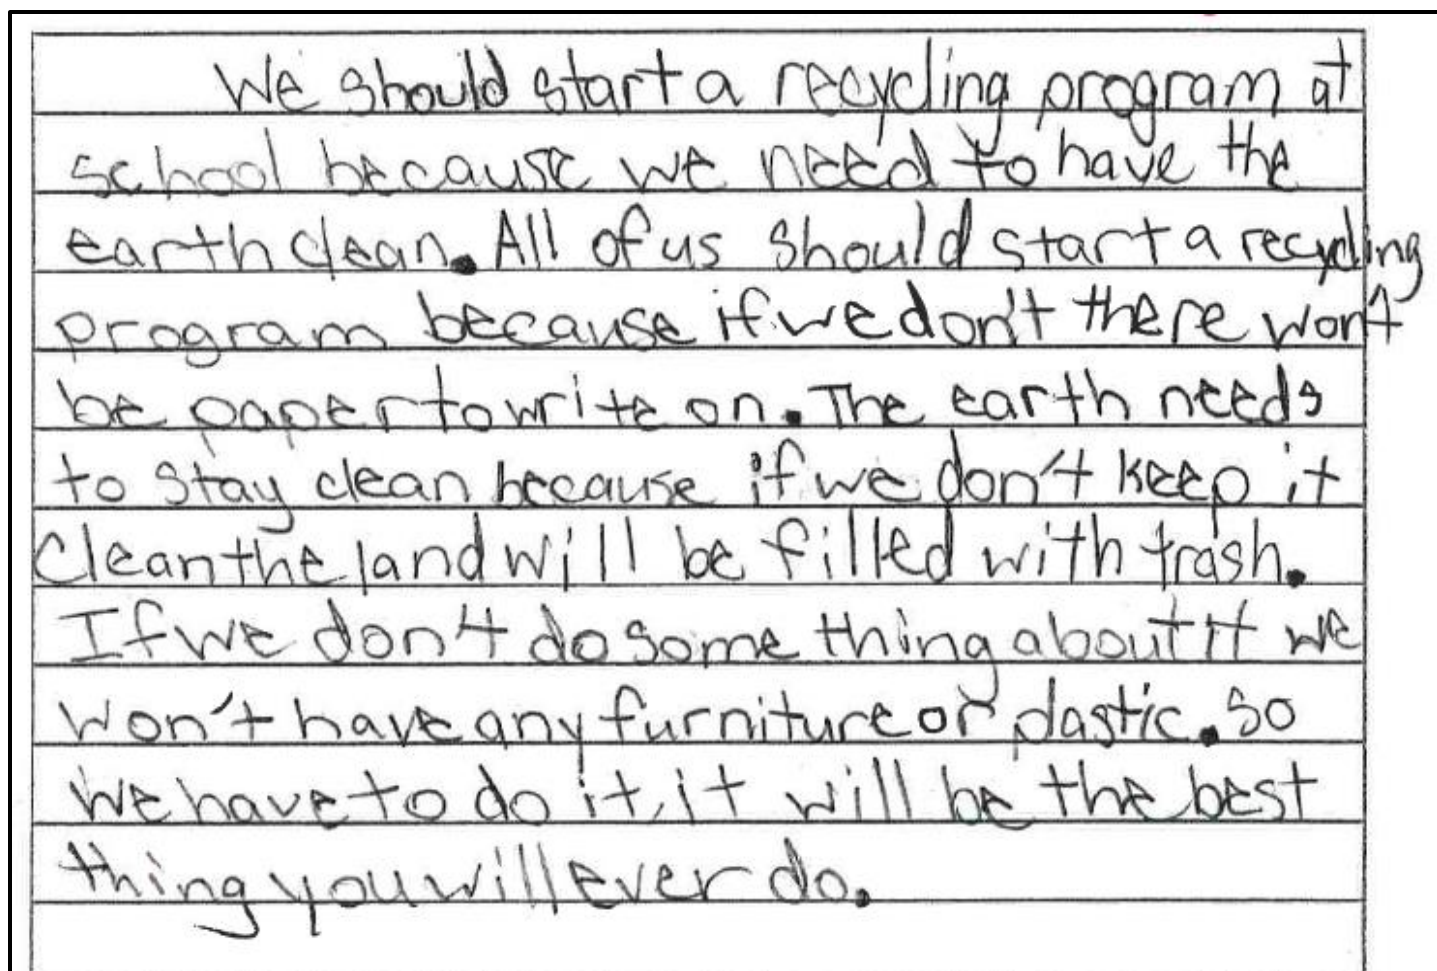 We should start a recycling program at
school because we need to have the
earth clean. All of us should start a recycling
program because if we don't there won't
be paper to write on. The earth needs
to stay clean because if we don't keep it
clean the land will be filled with trash.
If we don't do some thing about it we
won't have any furniture or plastic. So
we have to do it, it will be the best
thing you will ever do.